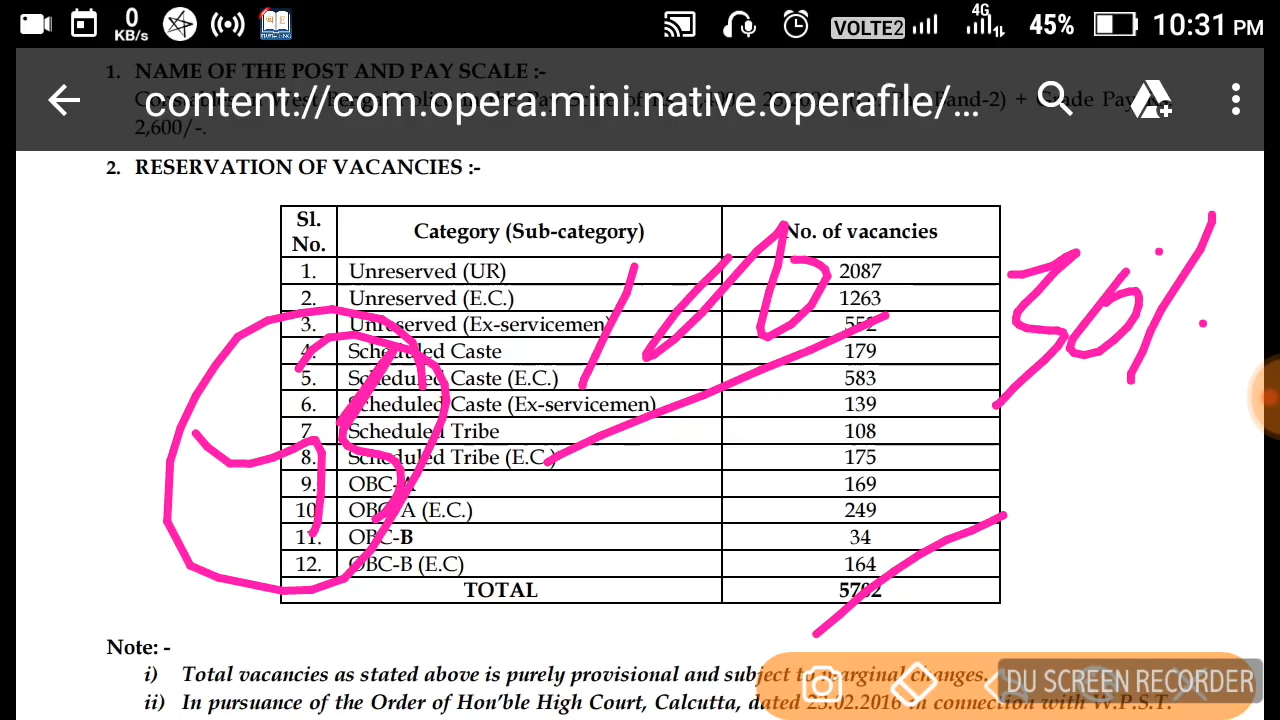 0 KB/s VOLTE2 4G 45% 10:31 PM
1. NAME OF THE POST AND PAY SCALE :-
content://com.opera.mini.native.operafile/...
2,600/-.
2. RESERVATION OF VACANCIES :-
Sl. No. Category (Sub-category) No. of vacancies
1. Unreserved (UR) 2087
2. Unreserved (E.C.) 1263
3. Unreserved (Ex-servicemen) 552
4. Scheduled Caste 179
5. Scheduled Caste (E.C.) 583
6. Scheduled Caste (Ex-servicemen) 139
7. Scheduled Tribe 108
8. Scheduled Tribe (E.C.) 175
9. OBC-A 169
10. OBC-A (E.C.) 249
11. OBC-B 34
12. OBC-B (E.C) 164
TOTAL 5702
30%
Note: -
i) Total vacancies as stated above is purely provisional and subject to marginal changes.
DU SCREEN RECORDER
ii) In pursuance of the Order of Hon'ble High Court, Calcutta, dated 23.02.2016 in connection with W.P.S.T.